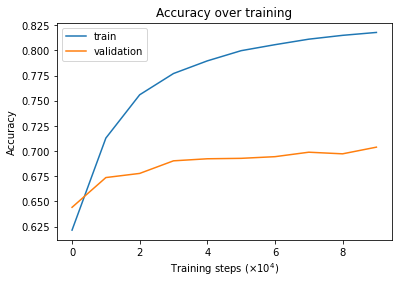 Accuracy over training
train
validation
Accuracy
0.825
0.800
0.775
0.750
0.725
0.700
0.675
0.650
0.625
0 2 4 6 8
Training steps (×10⁴)